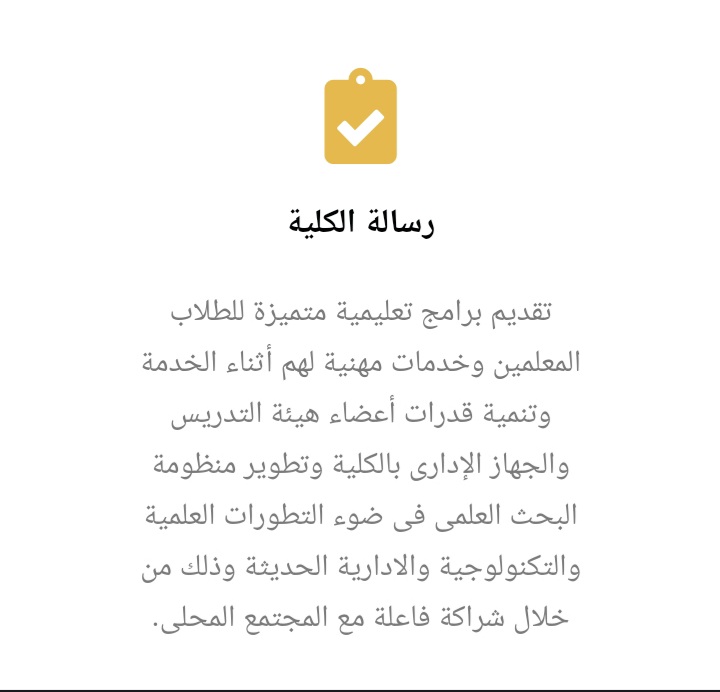 رسالة الكلية
تقديم برامج تعليمية متميزة للطلاب
المعلمين وخدمات مهنية لهم أثناء الخدمة
وتنمية قدرات أعضاء هيئة التدريس
والجهاز الإدارى بالكلية وتطوير منظومة
البحث العلمى فى ضوء التطورات العلمية
والتكنولوجية والادارية الحديثة وذلك من
خلال شراكة فاعلة مع المجتمع المحلى.